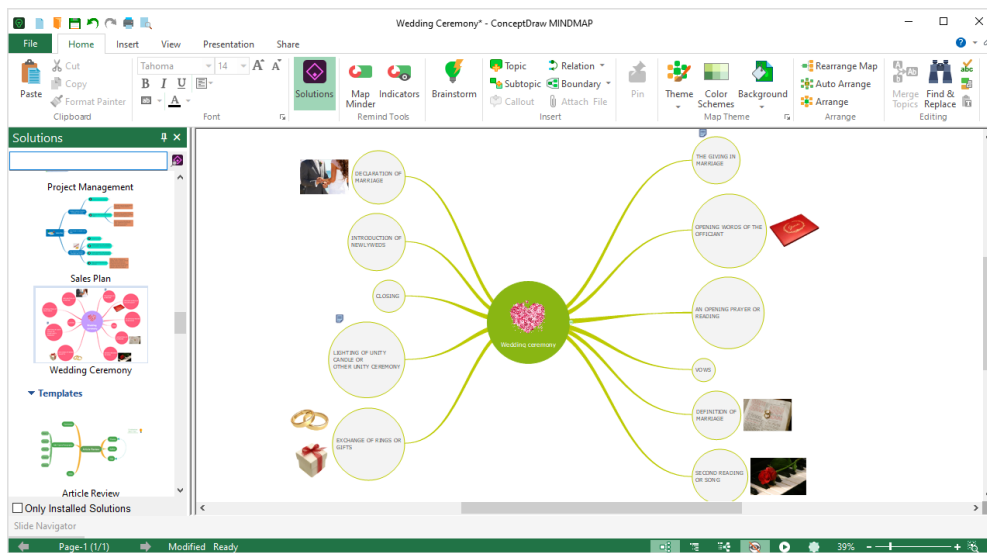 Wedding Ceremony* - ConceptDraw MINDMAP
File Home Insert View Presentation Share
Paste
Cut
Copy
Format Painter
Clipboard
Tahoma 14 A A
B I U
A
Font
Solutions
Map Minder
Indicators
Remind Tools
Brainstorm
Topic
Subtopic
Callout
Relation
Boundary
Attach File
Insert
Pin
Theme
Color Schemes
Background
Map Theme
Rearrange Map
Auto Arrange
Arrange
Arrange
Merge Topics
Find & Replace
abc
Editing
Solutions
Project Management
Sales Plan
Wedding Ceremony
Templates
Article Review
Only Installed Solutions
Slide Navigator
DECLARATION OF
MARRIAGE
INTRODUCTION OF
NEWLYWEDS
CLOSING
LIGHTING OF UNITY
CANDLE OR
OTHER UNITY CEREMONY
EXCHANGE OF RINGS OR
GIFTS
Wedding ceremony
THE GIVING IN
MARRIAGE
OPENING WORDS OF THE
OFFICIANT
AN OPENING PRAYER OR
READING
VOWS
DEFINITION OF
MARRIAGE
SECOND READING
OR SONG
Page-1 (1/1) Modified Ready 39%